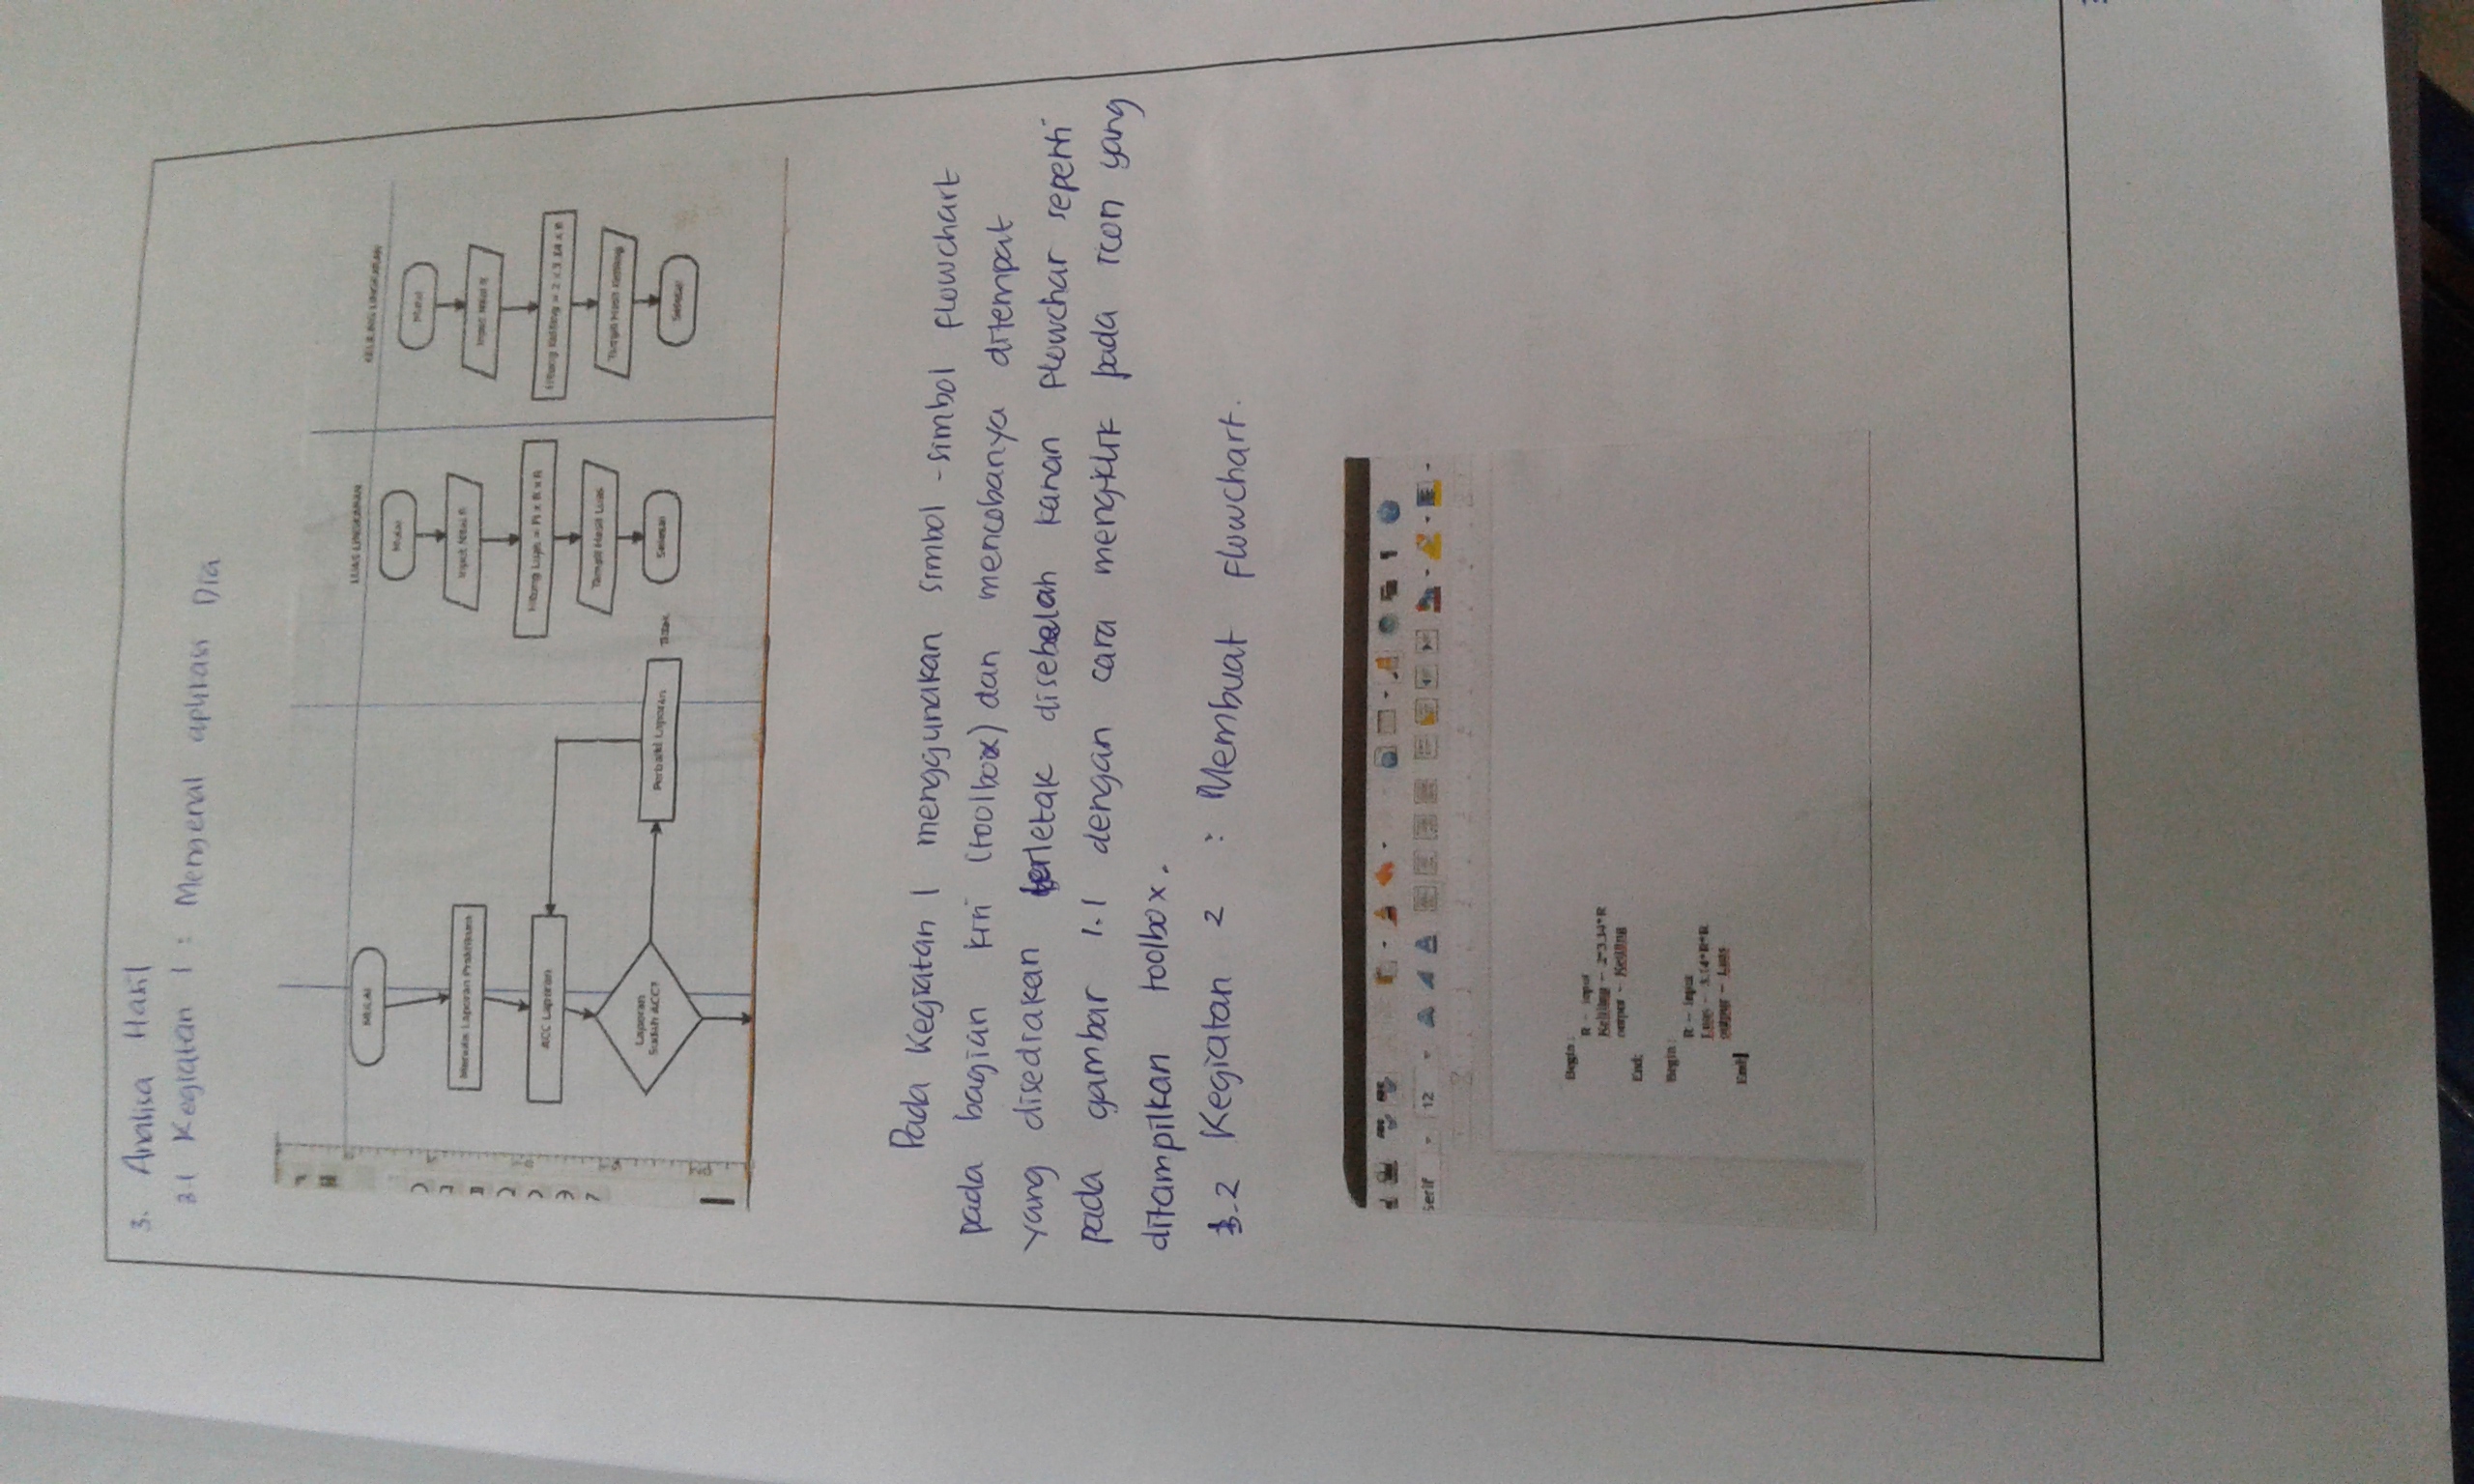 3. Analisa Hasil
3.1 Kegiatan 1 : Mengenal aplikasi Dia
MULAI
Menulis Laporan Praktikum
ACC Laporan
Laporan
Sudah ACC?
Perbaiki Laporan
Tidak
LUAS LINGKARAN
Mulai
Input Nilai R
Hitung Luas = Pi x R x R
Tampil Hasil Luas
Selesai
KELILING LINGKARAN
Mulai
Input Nilai R
Hitung Keliling = 2 x 3.14 x R
Tampil Hasil Keliling
Selesai
Pada Kegiatan 1 menggunakan simbol-simbol flowchart
pada bagian kiri (toolbox) dan mencobanya ditempat
yang disediakan terletak disebelah kanan flowchar seperti
pada gambar 1.1 dengan cara mengklik pada icon yang
ditampilkan toolbox.
3.2 Kegiatan 2 : Membuat flowchart.
Serif 12
Begin :
R = input
Keliling = 2*3.14*R
output = Keliling
End;
Begin :
R = input
Luas = 3.14*R*R
output = Luas
End;